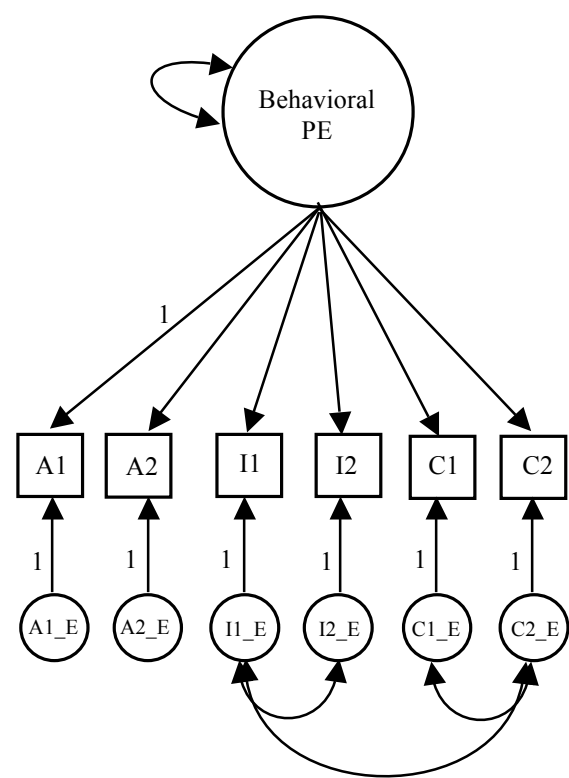 Behavioral
PE
1
A1 A2 I1 I2 C1 C2
1 1 1 1 1 1
A1_E A2_E I1_E I2_E C1_E C2_E